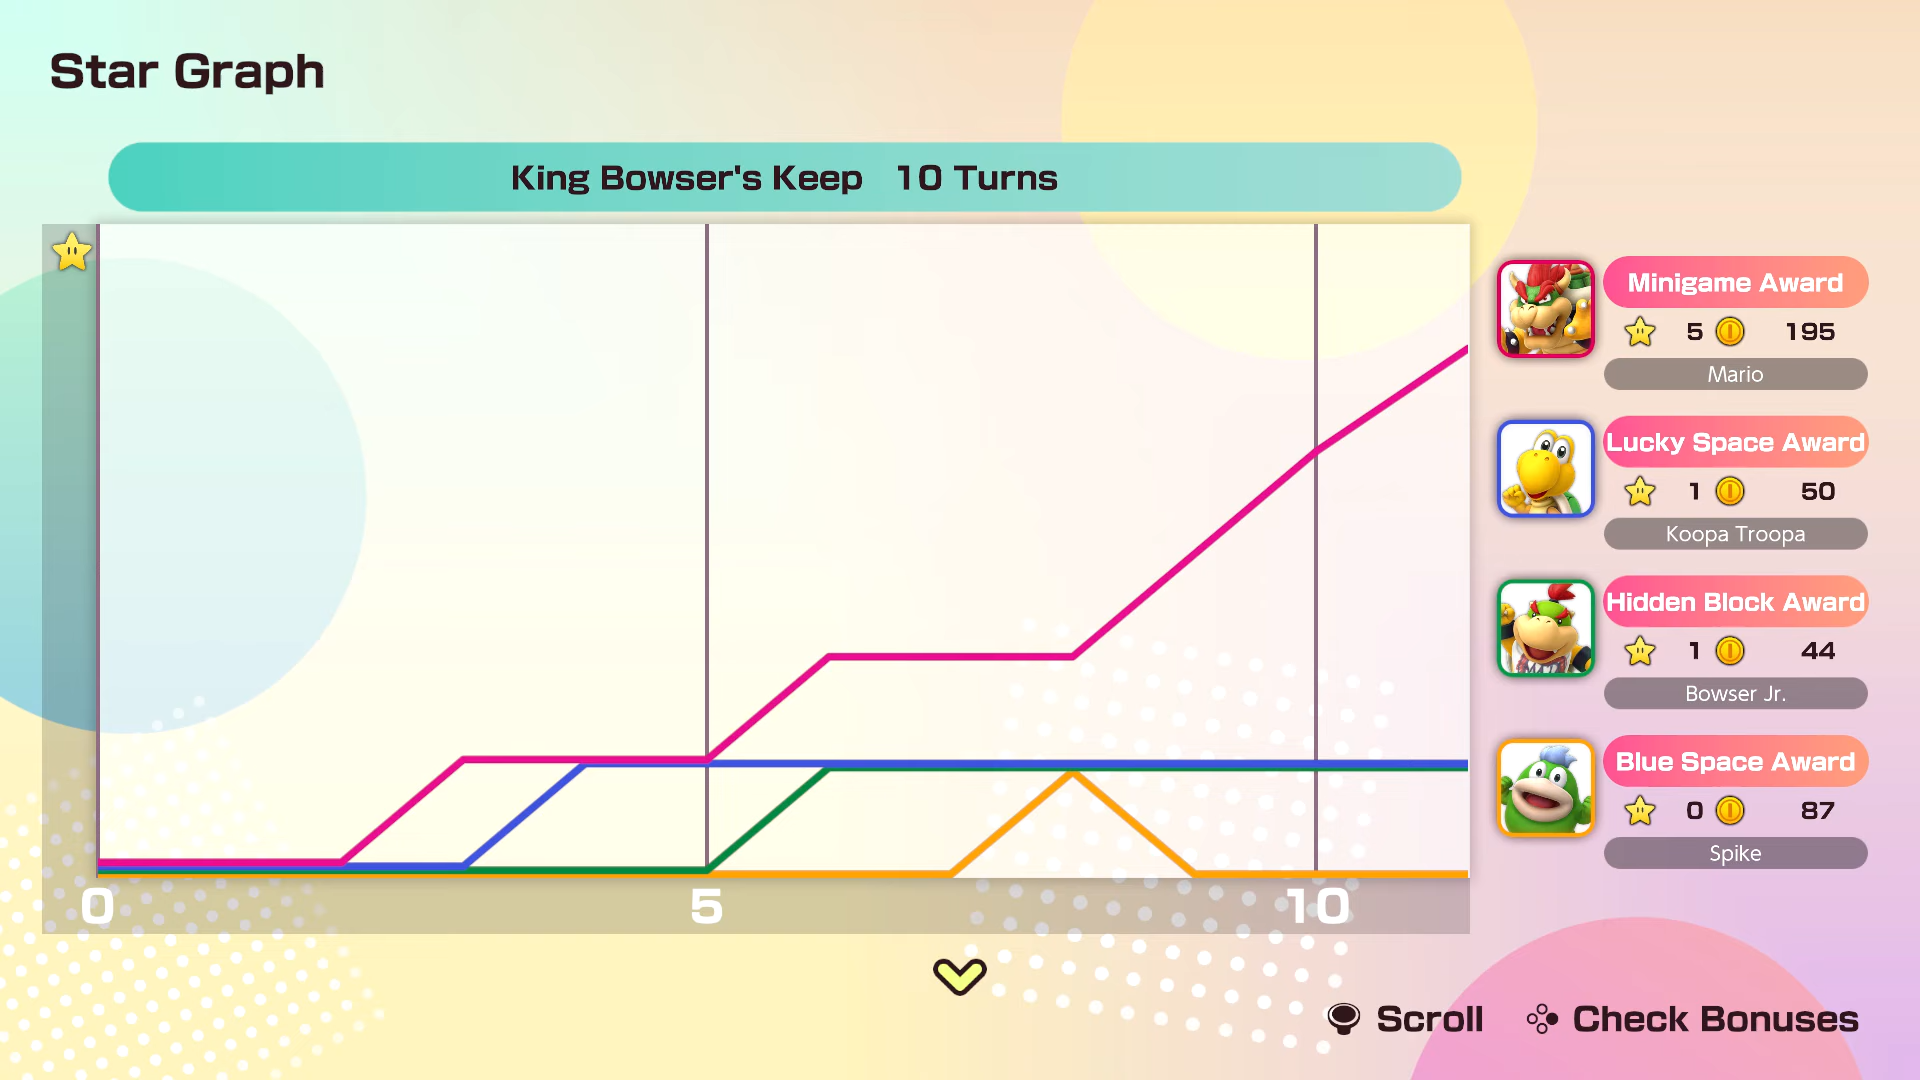 Star Graph
King Bowser's Keep 10 Turns
Minigame Award
5 195
Mario
Lucky Space Award
1 50
Koopa Troopa
Hidden Block Award
1 44
Bowser Jr.
Blue Space Award
0 87
Spike
0 5 10
Scroll Check Bonuses